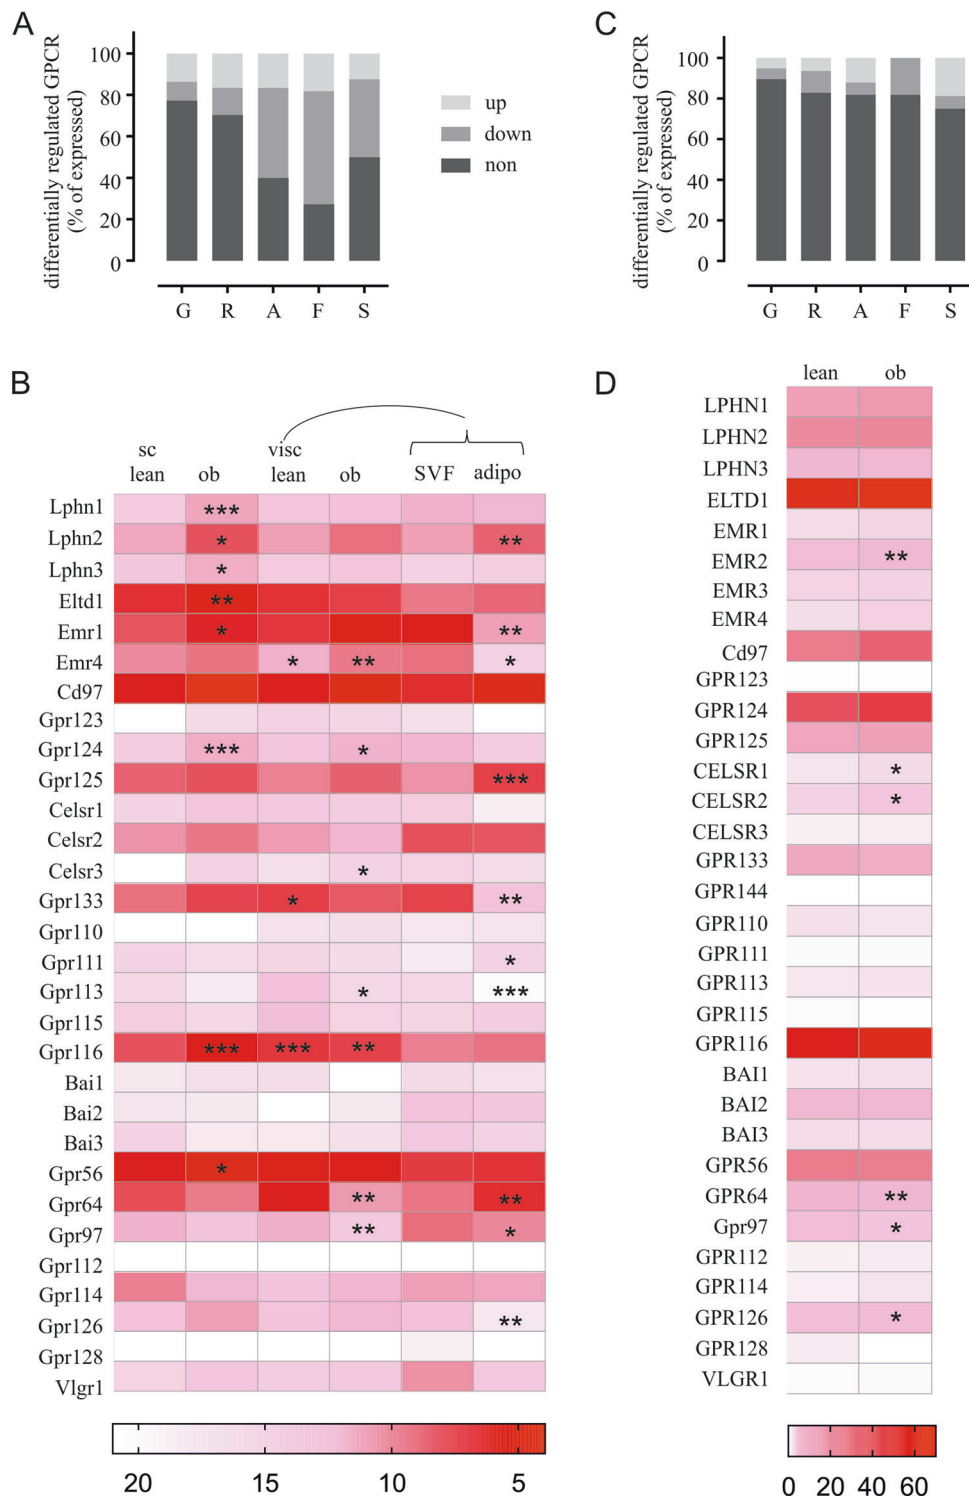 A
differentially regulated GPCR
(% of expressed)
100
80
60
40
20
0
G R A F S
up
down
non
C
differentially regulated GPCR
(% of expressed)
100
80
60
40
20
0
G R A F S
B
sc visc
lean ob lean ob SVF adipo
Lphn1 ***
Lphn2 * **
Lphn3 *
Eltd1 **
Emr1 * **
Emr4 * ** *
Cd97
Gpr123
Gpr124 *** *
Gpr125 ***
Celsr1
Celsr2
Celsr3 *
Gpr133 * **
Gpr110
Gpr111 *
Gpr113 * ***
Gpr115
Gpr116 *** *** **
Bai1
Bai2
Bai3
Gpr56 *
Gpr64 ** **
Gpr97 ** *
Gpr112
Gpr114
Gpr126 **
Gpr128
Vlgr1
20 15 10 5
D
lean ob
LPHN1
LPHN2
LPHN3
ELTD1
EMR1
EMR2 **
EMR3
EMR4
Cd97
GPR123
GPR124
GPR125
CELSR1 *
CELSR2 *
CELSR3
GPR133
GPR144
GPR110
GPR111
GPR113
GPR115
GPR116
BAI1
BAI2
BAI3
GPR56
GPR64 **
Gpr97 *
GPR112
GPR114
GPR126 *
GPR128
VLGR1
0 20 40 60